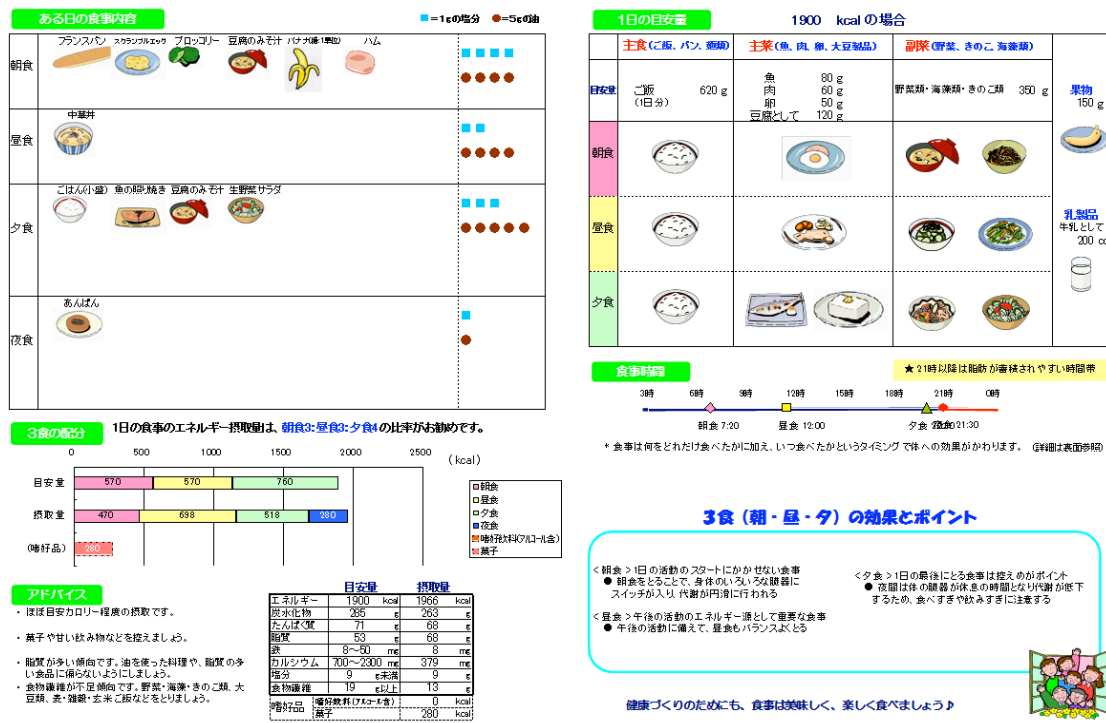 ある日の食事内容
■=1gの塩分 ●=5gの油
朝食
フランスパン スクランブルエッグ ブロッコリー 豆腐のみそ汁 バナナ(緑:1単位) ハム
昼食
中華丼
夕食
ごはん(小盛) 魚の照り焼き 豆腐のみそ汁 生野菜サラダ
夜食
あんぱん
3食の配分
1日の食事のエネルギー摂取量は、朝食3:昼食3:夕食4の比率がお勧めです。
0 500 1000 1500 2000 2500 (kcal)
目安量 570 570 760
摂取量 470 698 518 280
(嗜好品) 280
■朝食
□昼食
□夕食
■夜食
■嗜好飲料(アルコール含)
■菓子
アドバイス
・ ほぼ目安カロリー程度の摂取です。
・ 菓子や甘い飲み物などを控えましょう。
・ 脂質が多い傾向です。油を使った料理や、脂質の多
い食品に偏らないようにしましょう。
・ 食物繊維が不足傾向です。野菜・海藻・きのこ類、大
豆類、麦・雑穀・玄米ご飯などをとりましょう。
目安量 摂取量
エネルギー 1900 kcal 1966 kcal
炭水化物 285 g 263 g
たんぱく質 71 g 68 g
脂質 53 g 68 g
鉄 8～50 mg 8 mg
カルシウム 700～2300 mg 379 mg
塩分 9 g未満 9 g
食物繊維 19 g以上 13 g
嗜好品
嗜好飲料(アルコール含) 0 kcal
菓子 280 kcal
1日の目安量
1900 kcalの場合
主食(ご飯、パン、麺類) 主菜(魚、肉、卵、大豆製品) 副菜(野菜、きのこ、海藻類)
目安量
ご飯 620 g
(1日分)
魚 80 g
肉 60 g
卵 50 g
豆腐として 120 g
野菜類・海藻類・きのこ類 350 g
果物
150 g
朝食
昼食
夕食
乳製品
牛乳として
200 cc
食事時間
★21時以降は脂肪が蓄積されやすい時間帯
3時 6時 9時 12時 15時 18時 21時 0時
朝食 7:20 昼食 12:00 夕食 21:30
* 食事は何をどれだけ食べたかに加え、いつ食べたかというタイミングで体への効果がかわります。 (詳細は裏面参照)
3食(朝・昼・夕)の効果とポイント
<朝食>1日の活動のスタートにかかせない食事
● 朝食をとることで、身体のいろいろな臓器に
スイッチが入り、代謝が円滑に行われる
<昼食>午後の活動のエネルギー源として重要な食事
● 午後の活動に備えて、昼食もバランスよくとる
<夕食>1日の最後にとる食事は控えめがポイント
● 夜間は体の臓器が休息の時間となり代謝が低下
するため、食べすぎや飲みすぎに注意する
健康づくりのためにも、食事は美味しく、楽しく食べましょう♪